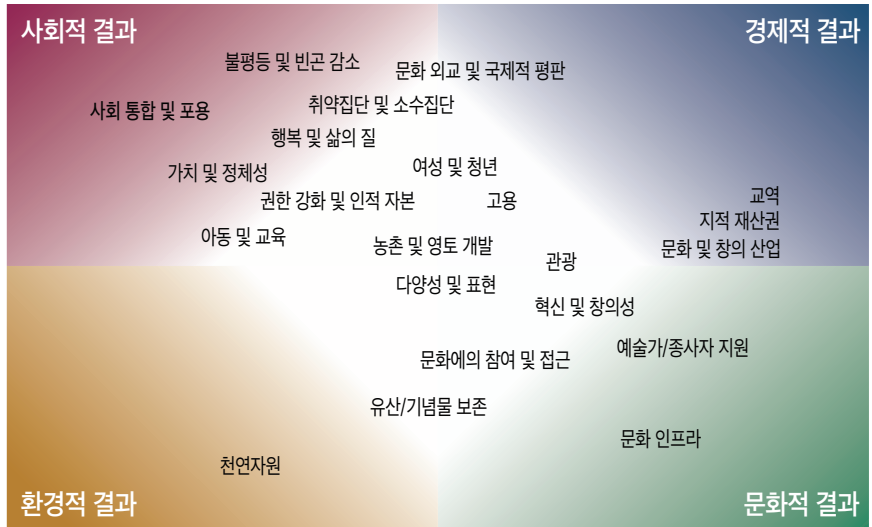 사회적 결과
경제적 결과
불평등 및 빈곤 감소
문화 외교 및 국제적 평판
사회 통합 및 포용
취약집단 및 소수집단
행복 및 삶의 질
가치 및 정체성
여성 및 청년
권한 강화 및 인적 자본
고용
교역
지적 재산권
아동 및 교육
농촌 및 영토 개발
관광
문화 및 창의 산업
다양성 및 표현
혁신 및 창의성
문화에의 참여 및 접근
예술가/종사자 지원
유산/기념물 보존
문화 인프라
천연자원
환경적 결과
문화적 결과